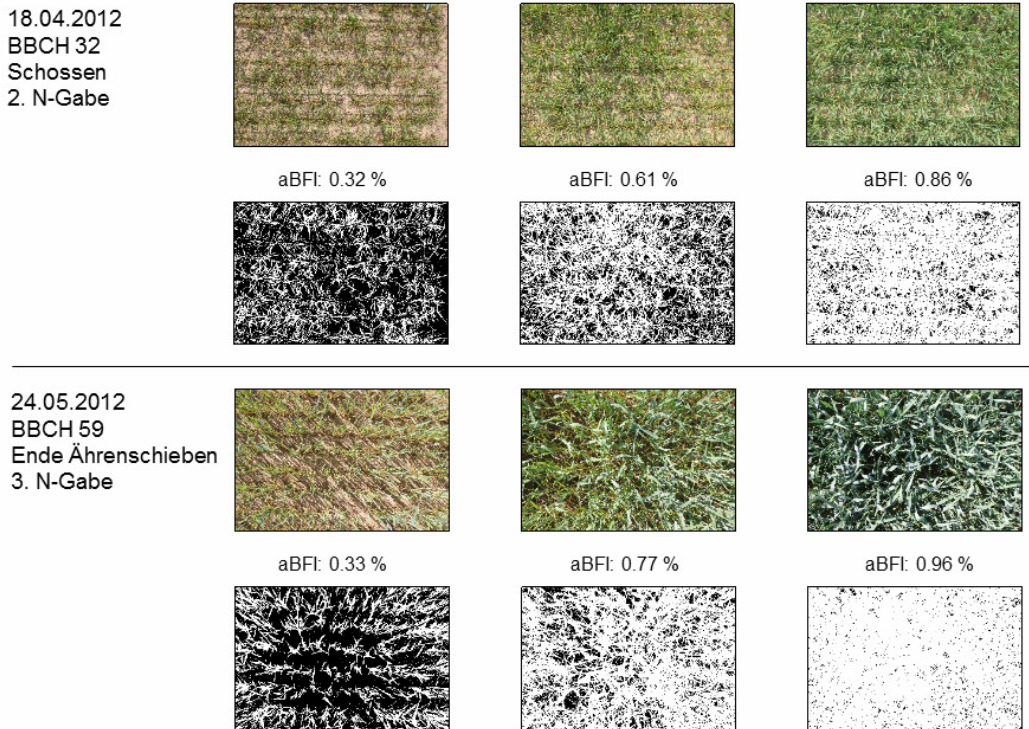 18.04.2012
BBCH 32
Schossen
2. N-Gabe
aBFI: 0.32 %
aBFI: 0.61 %
aBFI: 0.86 %
24.05.2012
BBCH 59
Ende Ährenschieben
3. N-Gabe
aBFI: 0.33 %
aBFI: 0.77 %
aBFI: 0.96 %